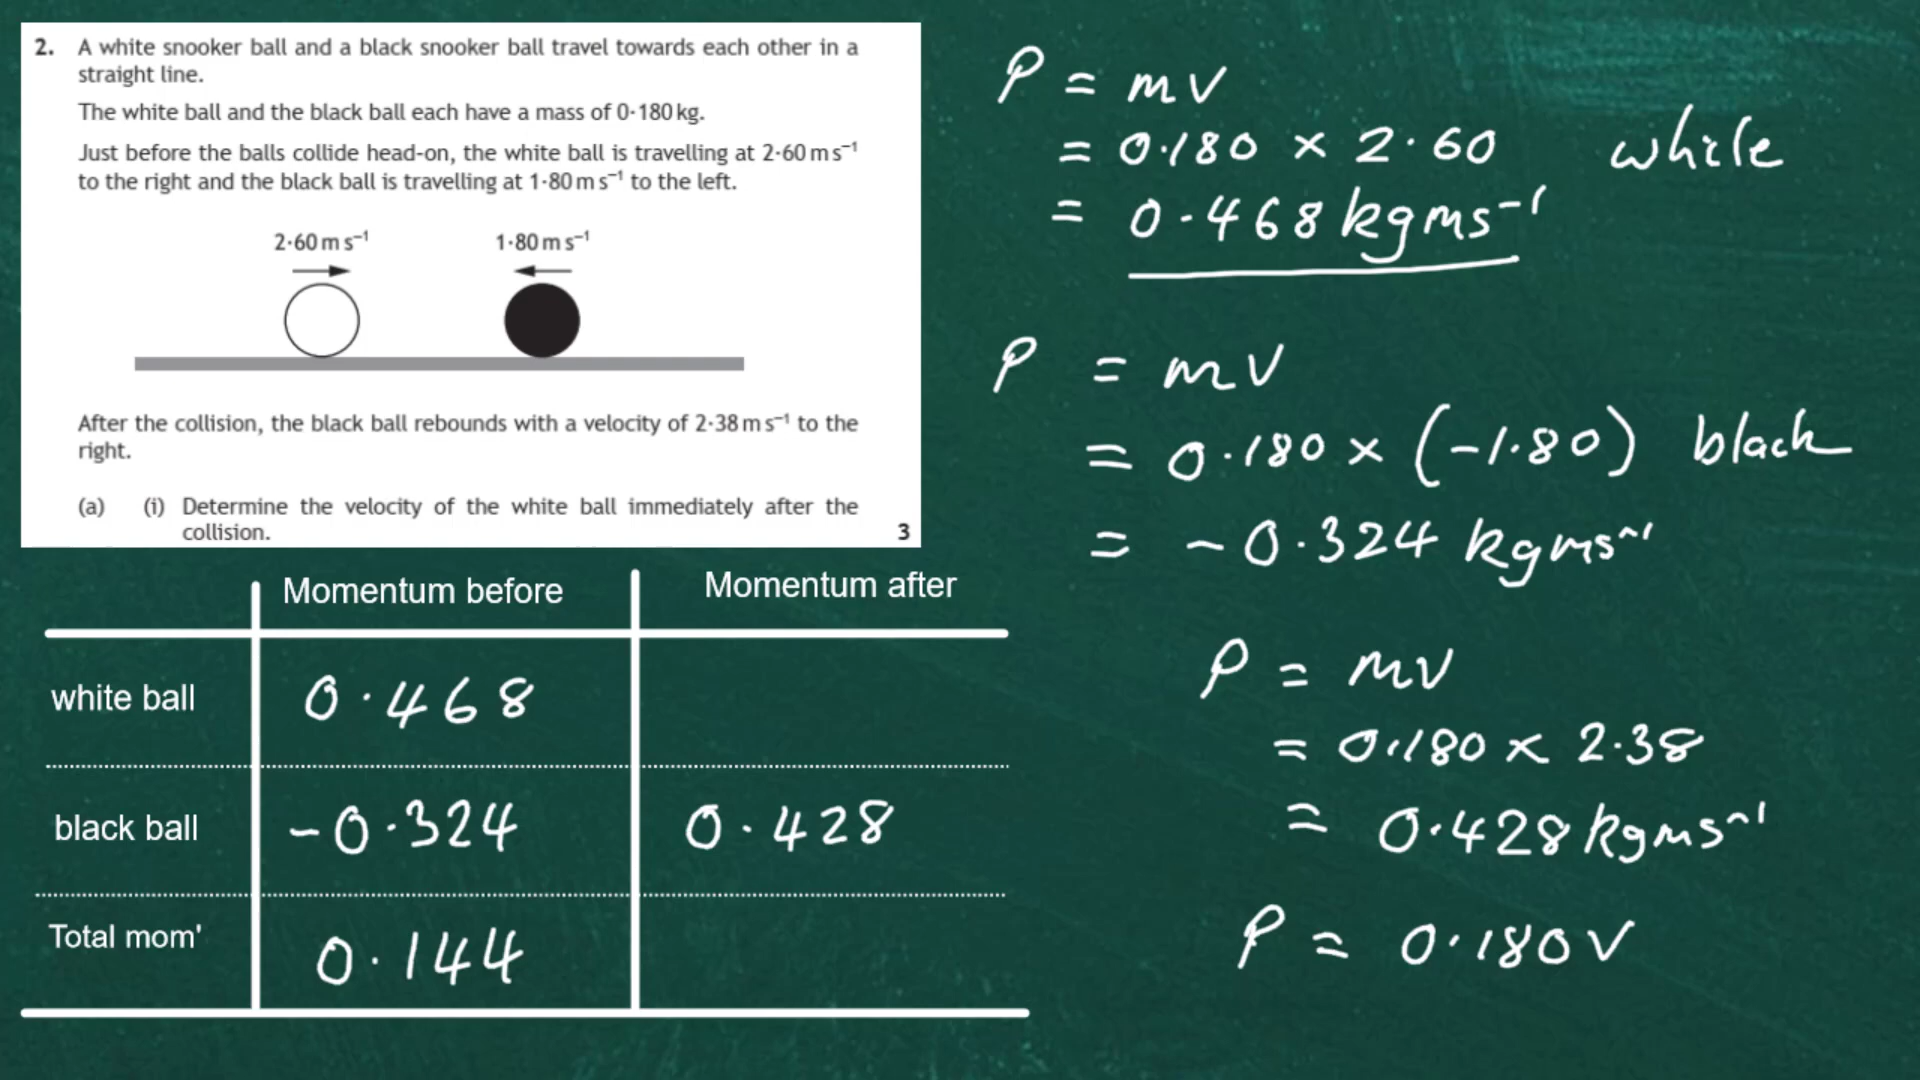 2. A white snooker ball and a black snooker ball travel towards each other in a
straight line.
The white ball and the black ball each have a mass of 0·180 kg.
Just before the balls collide head-on, the white ball is travelling at 2·60 m s⁻¹
to the right and the black ball is travelling at 1·80 m s⁻¹ to the left.
2·60 m s⁻¹ 1·80 m s⁻¹
After the collision, the black ball rebounds with a velocity of 2·38 m s⁻¹ to the
right.
(a) (i) Determine the velocity of the white ball immediately after the
collision. 3
Momentum before Momentum after
white ball 0·468
black ball -0·324 0·428
Total mom' 0·144
P = mv
= 0·180 × 2·60 white
= 0·468 kgms⁻¹
P = mv
= 0·180 × (-1·80) black
= -0·324 kgms⁻¹
P = mv
= 0·180 × 2·38
= 0·428 kgms⁻¹
P = 0·180v